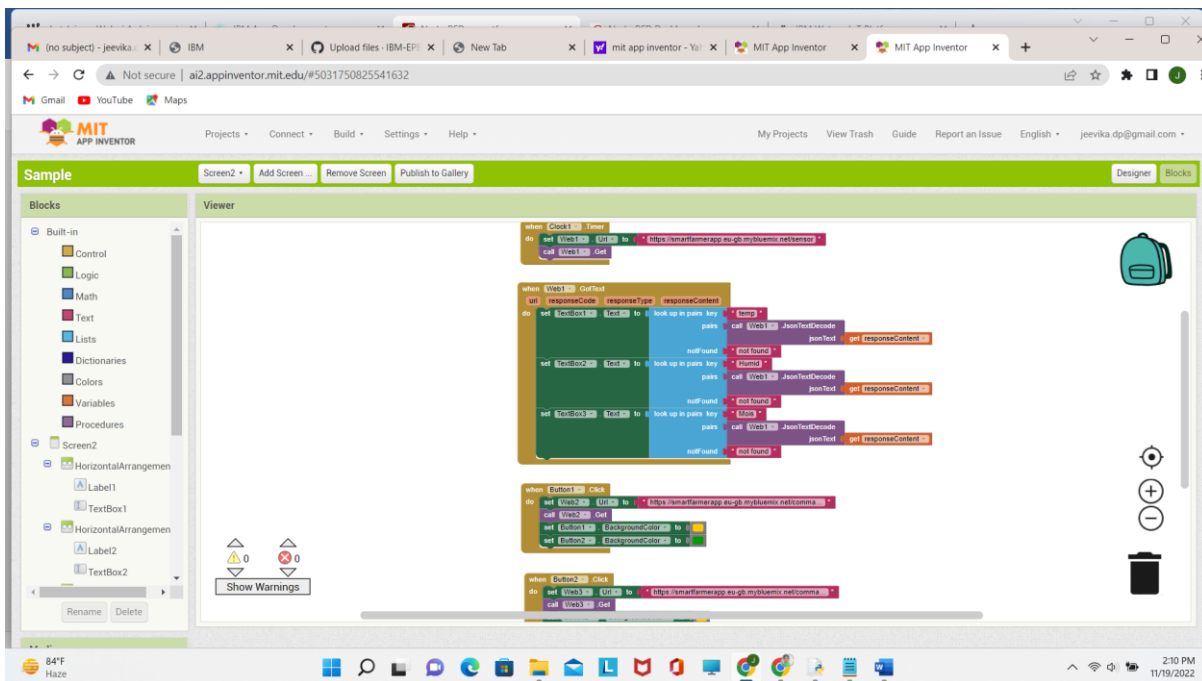 (no subject) - jeevika.
IBM
Upload files · IBM-EPI
New Tab
mit app inventor - Ya
MIT App Inventor
MIT App Inventor
Not secure | ai2.appinventor.mit.edu/#5031750825541632
J
Gmail YouTube Maps
MIT
APP INVENTOR
Projects Connect Build Settings Help
My Projects View Trash Guide Report an Issue English jeevika.dp@gmail.com
Sample
Screen2 Add Screen ... Remove Screen Publish to Gallery
Designer Blocks
Blocks
Viewer
Built-in
Control
Logic
Math
Text
Lists
Dictionaries
Colors
Variables
Procedures
Screen2
HorizontalArrangemen
Label1
TextBox1
HorizontalArrangemen
Label2
TextBox2
Rename Delete
when Clock1 .Timer
do set Web1 . Url to " https://smartfarmerapp.eu-gb.mybluemix.net/sensor "
call Web1 .Get
when Web1 .GotText
url responseCode responseType responseContent
do set TextBox1 . Text to look up in pairs key " temp "
pairs call Web1 .JsonTextDecode
jsonText get responseContent
notFound " not found "
set TextBox2 . Text to look up in pairs key " Humid "
pairs call Web1 .JsonTextDecode
jsonText get responseContent
notFound " not found "
set TextBox3 . Text to look up in pairs key " Mois "
pairs call Web1 .JsonTextDecode
jsonText get responseContent
notFound " not found "
when Button1 .Click
do set Web2 . Url to " https://smartfarmerapp.eu-gb.mybluemix.net/comma... "
call Web2 .Get
set Button1 . BackgroundColor to
set Button2 . BackgroundColor to
when Button2 .Click
do set Web3 . Url to " https://smartfarmerapp.eu-gb.mybluemix.net/comma... "
call Web3 .Get
0 0
Show Warnings
84°F
Haze
2:10 PM
11/19/2022